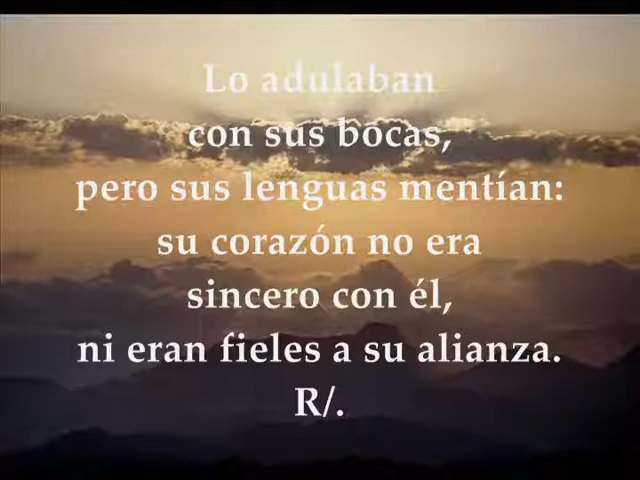 Lo adulaban
con sus bocas,
pero sus lenguas mentían:
su corazón no era
sincero con él,
ni eran fieles a su alianza.
R/.